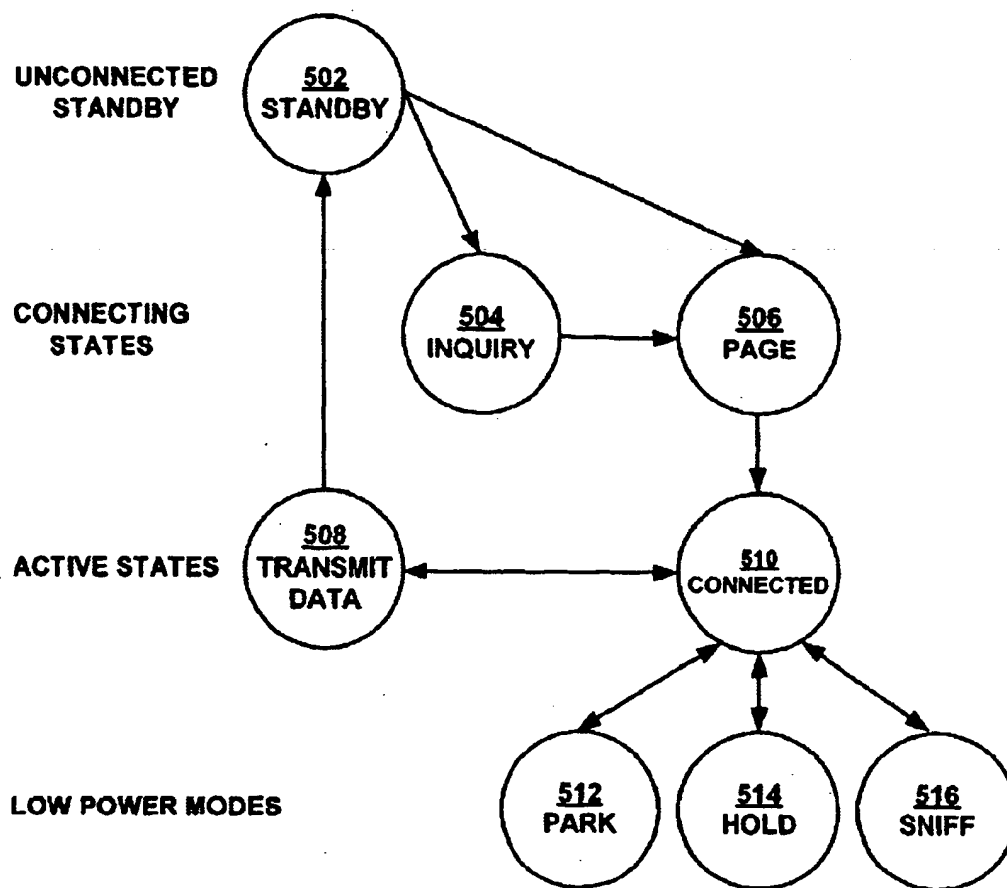 UNCONNECTED
STANDBY
502
STANDBY
CONNECTING
STATES
504
INQUIRY
506
PAGE
ACTIVE STATES
508
TRANSMIT
DATA
510
CONNECTED
LOW POWER MODES
512
PARK
514
HOLD
516
SNIFF